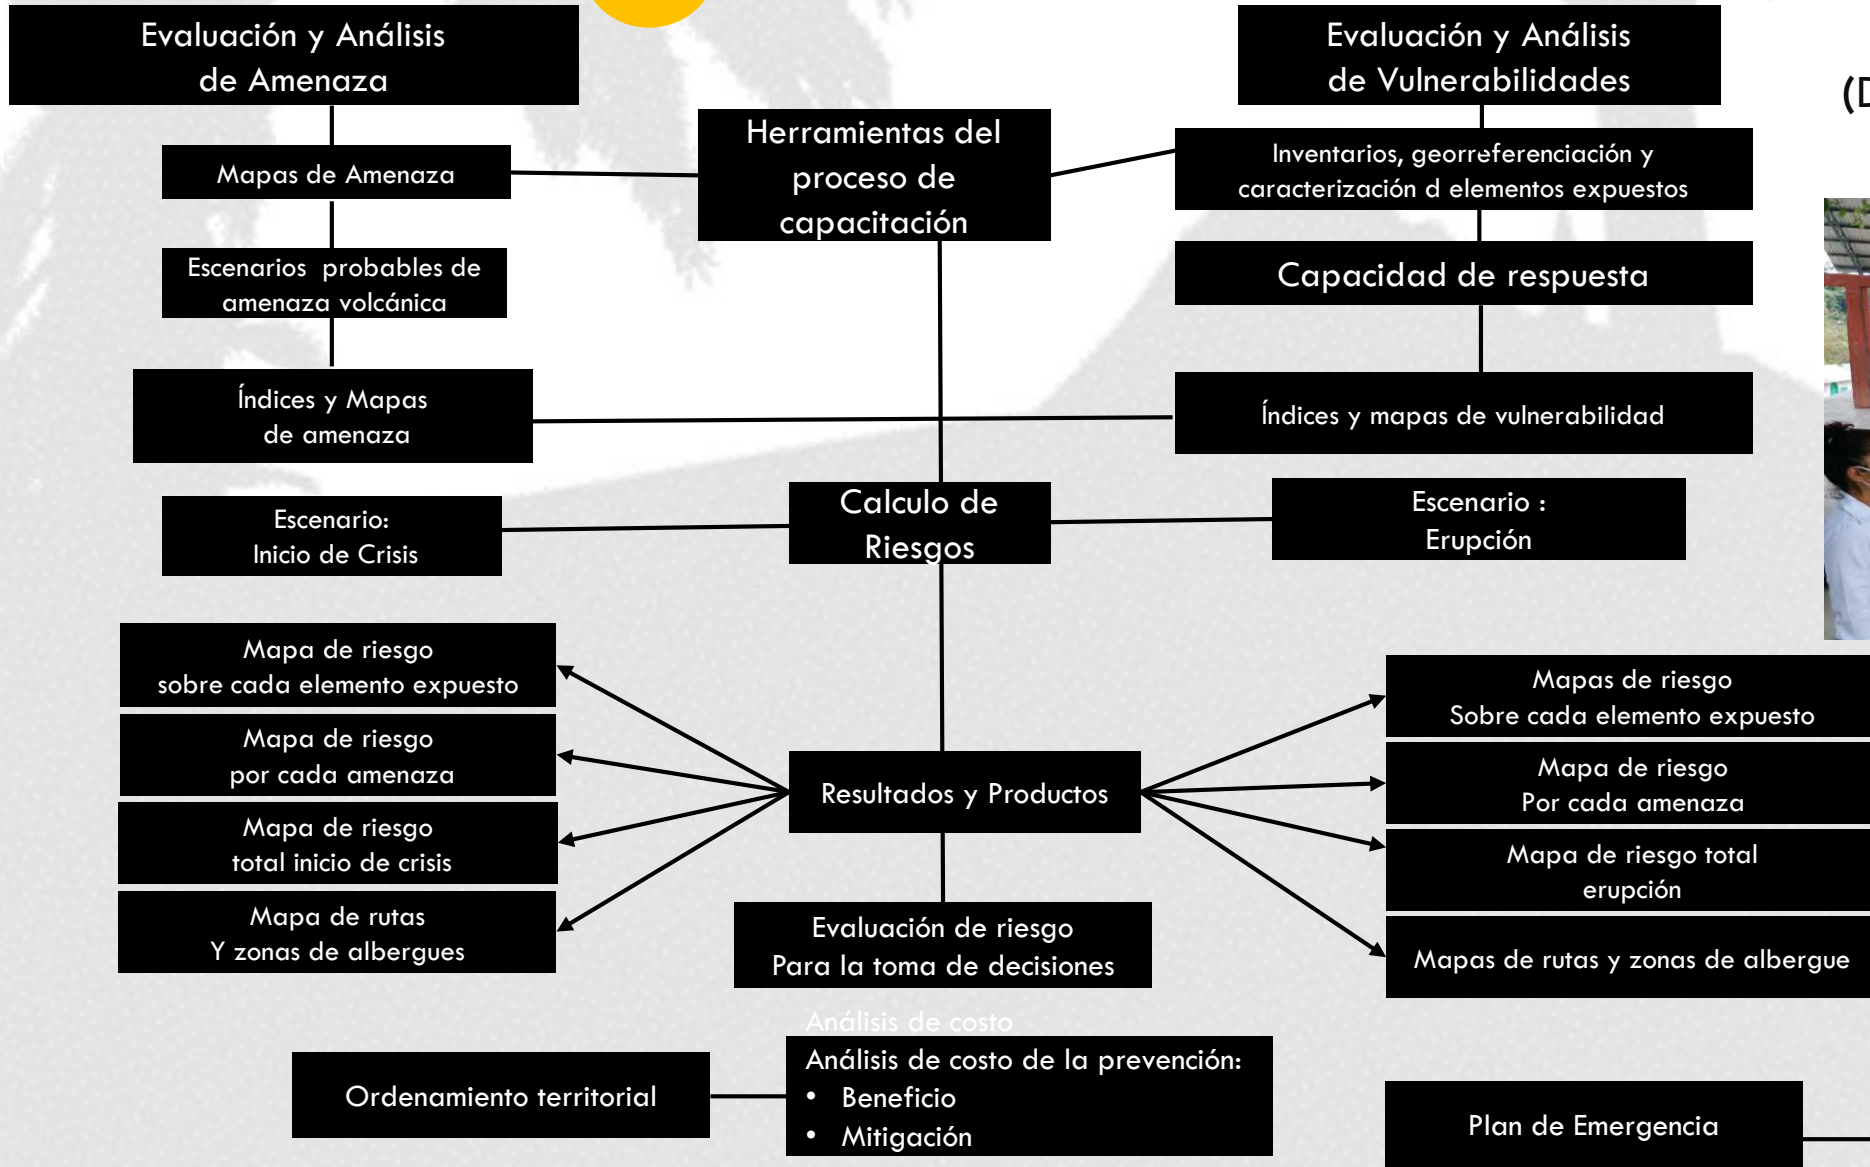 Evaluación y Análisis
de Amenaza
Evaluación y Análisis
de Vulnerabilidades
(D
Herramientas del
proceso de
capacitación
Mapas de Amenaza
Inventarios, georreferenciación y
caracterización d elementos expuestos
Escenarios probables de
amenaza volcánica
Capacidad de respuesta
Índices y Mapas
de amenaza
Índices y mapas de vulnerabilidad
Escenario:
Inicio de Crisis
Calculo de
Riesgos
Escenario :
Erupción
Mapa de riesgo
sobre cada elemento expuesto
Mapa de riesgo
por cada amenaza
Mapa de riesgo
total inicio de crisis
Mapa de rutas
Y zonas de albergues
Resultados y Productos
Mapas de riesgo
Sobre cada elemento expuesto
Mapa de riesgo
Por cada amenaza
Mapa de riesgo total
erupción
Mapas de rutas y zonas de albergue
Evaluación de riesgo
Para la toma de decisiones
Análisis de costo
Análisis de costo de la prevención:
• Beneficio
• Mitigación
Ordenamiento territorial
Plan de Emergencia